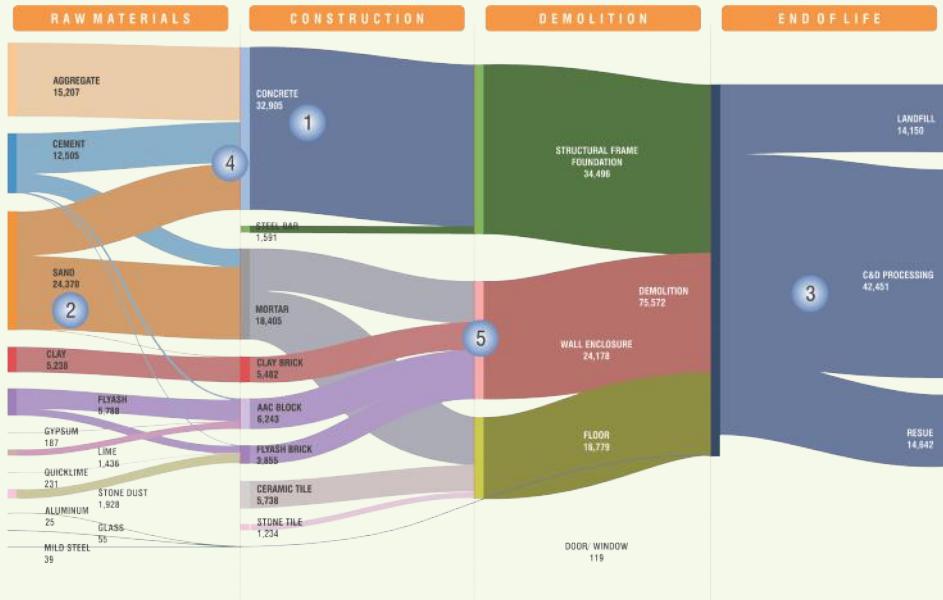 RAW MATERIALS
CONSTRUCTION
DEMOLITION
END OF LIFE
AGGREGATE
15,207
CEMENT
12,505
SAND
24,370
2
CLAY
5,238
FLYASH
5,788
GYPSUM
187
LIME
1,436
QUICKLIME
231
STONE DUST
1,928
ALUMINUM
25
GLASS
55
MILD STEEL
39
4
CONCRETE
32,905
1
STEEL BAR
1,591
MORTAR
18,405
CLAY BRICK
5,482
AAC BLOCK
6,243
FLYASH BRICK
3,855
CERAMIC TILE
5,738
STONE TILE
1,234
5
STRUCTURAL FRAME
FOUNDATION
34,496
DEMOLITION
75,572
WALL ENCLOSURE
24,178
FLOOR
16,779
DOOR/ WINDOW
119
LANDFILL
14,150
3
C&D PROCESSING
42,451
RESUE
14,642